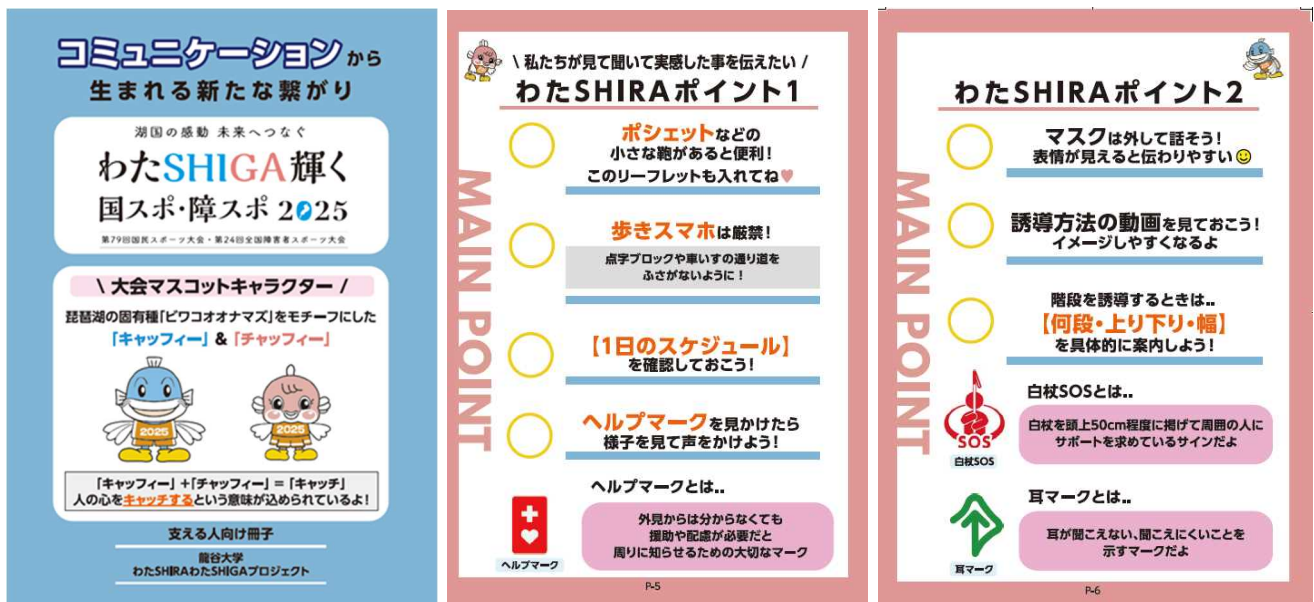 コミュニケーションから
生まれる新たな繋がり
湖国の感動 未来へつなぐ
わたSHIGA輝く
国スポ・障スポ 2025
第79回国民スポーツ大会・第24回全国障害者スポーツ大会
\ 大会マスコットキャラクター /
琵琶湖の固有種「ビワコオオナマズ」をモチーフにした
「キャッフィー」&「チャッフィー」
2025
2025
「キャッフィー」+「チャッフィー」=「キャッチ」
人の心をキャッチするという意味が込められているよ!
支える人向け冊子
龍谷大学
わたSHIRAわたSHIGAプロジェクト
\ 私たちが見て聞いて実感した事を伝えたい /
わたSHIRAポイント1
MAIN POINT
ポシェットなどの
小さな鞄があると便利!
このリーフレットも入れてね♥
歩きスマホは厳禁!
点字ブロックや車いすの通り道を
ふさがないように!
【1日のスケジュール】
を確認しておこう!
ヘルプマークを見かけたら
様子を見て声をかけよう!
ヘルプマークとは..
外見からは分からなくても
援助や配慮が必要だと
周りに知らせるための大切なマーク
ヘルプマーク
P-5
わたSHIRAポイント2
MAIN POINT
マスクは外して話そう!
表情が見えると伝わりやすい
誘導方法の動画を見ておこう!
イメージしやすくなるよ
階段を誘導するときは..
【何段・上り下り・幅】
を具体的に案内しよう!
白杖SOSとは..
白杖を頭上50cm程度に掲げて周囲の人に
サポートを求めているサインだよ
SOS
白杖SOS
耳マークとは..
耳が聞こえない、聞こえにくいことを
示すマークだよ
耳マーク
P-6